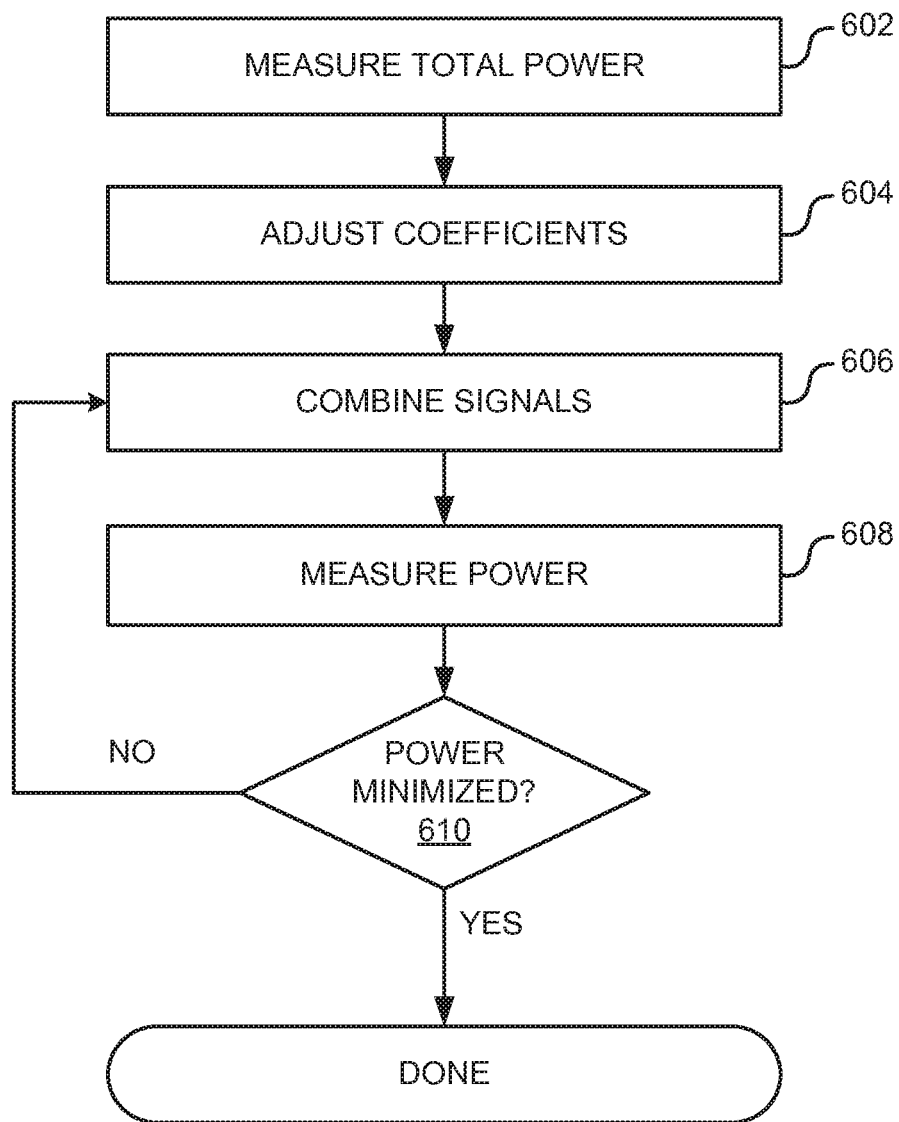 602
MEASURE TOTAL POWER
604
ADJUST COEFFICIENTS
606
COMBINE SIGNALS
608
MEASURE POWER
NO
POWER
MINIMIZED?
610
YES
DONE